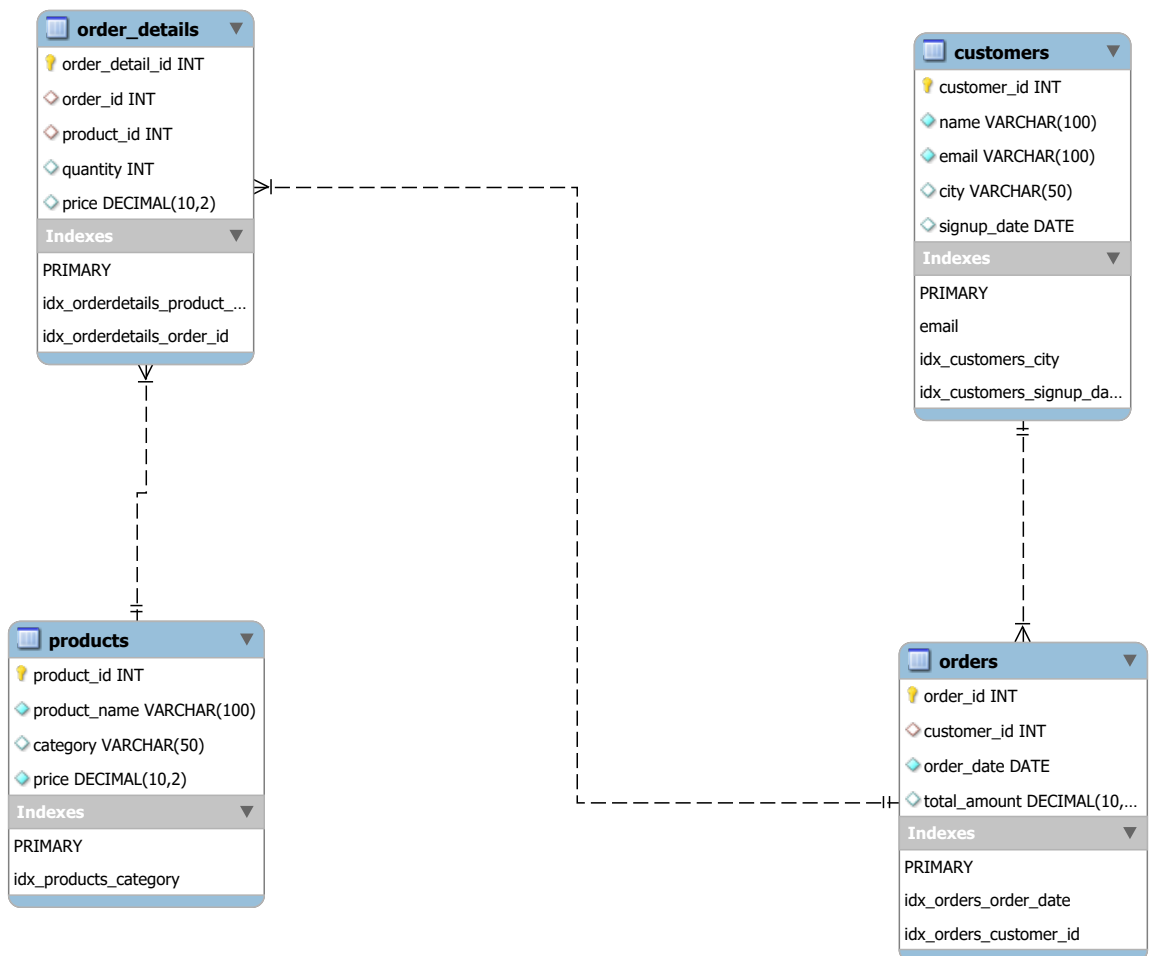 order_details
order_detail_id INT
order_id INT
product_id INT
quantity INT
price DECIMAL(10,2)
Indexes
PRIMARY
idx_orderdetails_product_...
idx_orderdetails_order_id
customers
customer_id INT
name VARCHAR(100)
email VARCHAR(100)
city VARCHAR(50)
signup_date DATE
Indexes
PRIMARY
email
idx_customers_city
idx_customers_signup_da...
products
product_id INT
product_name VARCHAR(100)
category VARCHAR(50)
price DECIMAL(10,2)
Indexes
PRIMARY
idx_products_category
orders
order_id INT
customer_id INT
order_date DATE
total_amount DECIMAL(10,...
Indexes
PRIMARY
idx_orders_order_date
idx_orders_customer_id